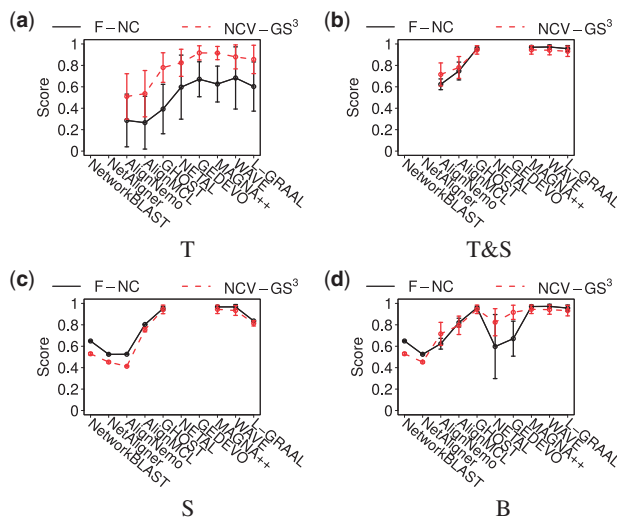 (a) F−NC NCV−GS³
Score
1
0.8
0.6
0.4
0.2
0
NetworkBLAST
NetAligner
AlignNemo
AlignMCL
GHOST
NETAL
GEDEVO
MAGNA++
WAVE
L−GRAAL
T
(b) F−NC NCV−GS³
Score
1
0.8
0.6
0.4
0.2
0
NetworkBLAST
NetAligner
AlignNemo
AlignMCL
GHOST
NETAL
GEDEVO
MAGNA++
WAVE
L−GRAAL
T&S
(c) F−NC NCV−GS³
Score
1
0.8
0.6
0.4
0.2
0
NetworkBLAST
NetAligner
AlignNemo
AlignMCL
GHOST
NETAL
GEDEVO
MAGNA++
WAVE
L−GRAAL
S
(d) F−NC NCV−GS³
Score
1
0.8
0.6
0.4
0.2
0
NetworkBLAST
NetAligner
AlignNemo
AlignMCL
GHOST
NETAL
GEDEVO
MAGNA++
WAVE
L−GRAAL
B